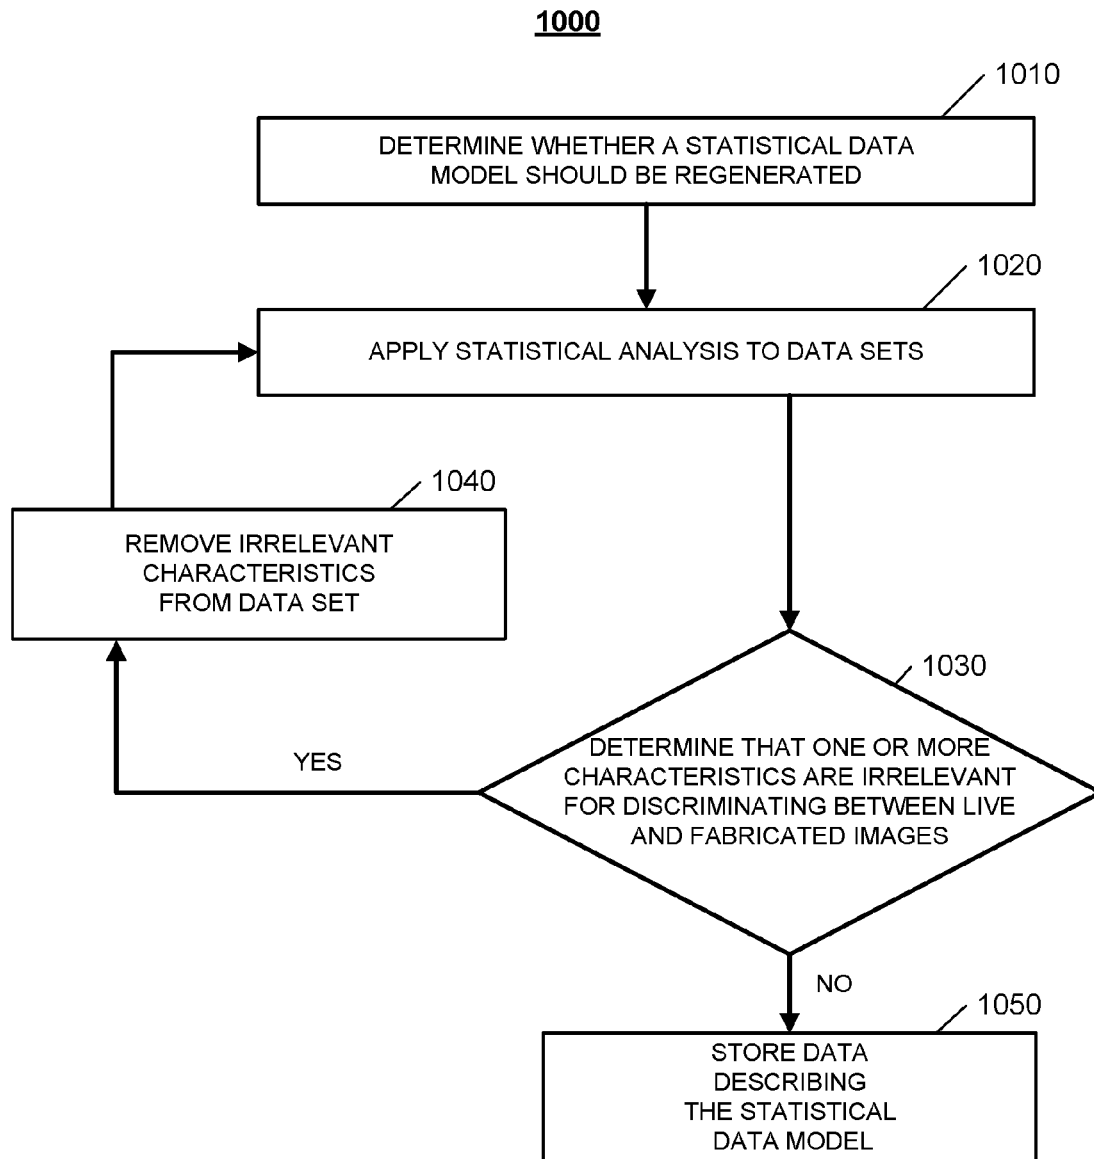 1000
1010
DETERMINE WHETHER A STATISTICAL DATA
MODEL SHOULD BE REGENERATED
1020
APPLY STATISTICAL ANALYSIS TO DATA SETS
1040
REMOVE IRRELEVANT
CHARACTERISTICS
FROM DATA SET
1030
DETERMINE THAT ONE OR MORE
CHARACTERISTICS ARE IRRELEVANT
FOR DISCRIMINATING BETWEEN LIVE
AND FABRICATED IMAGES
YES
NO
1050
STORE DATA
DESCRIBING
THE STATISTICAL
DATA MODEL